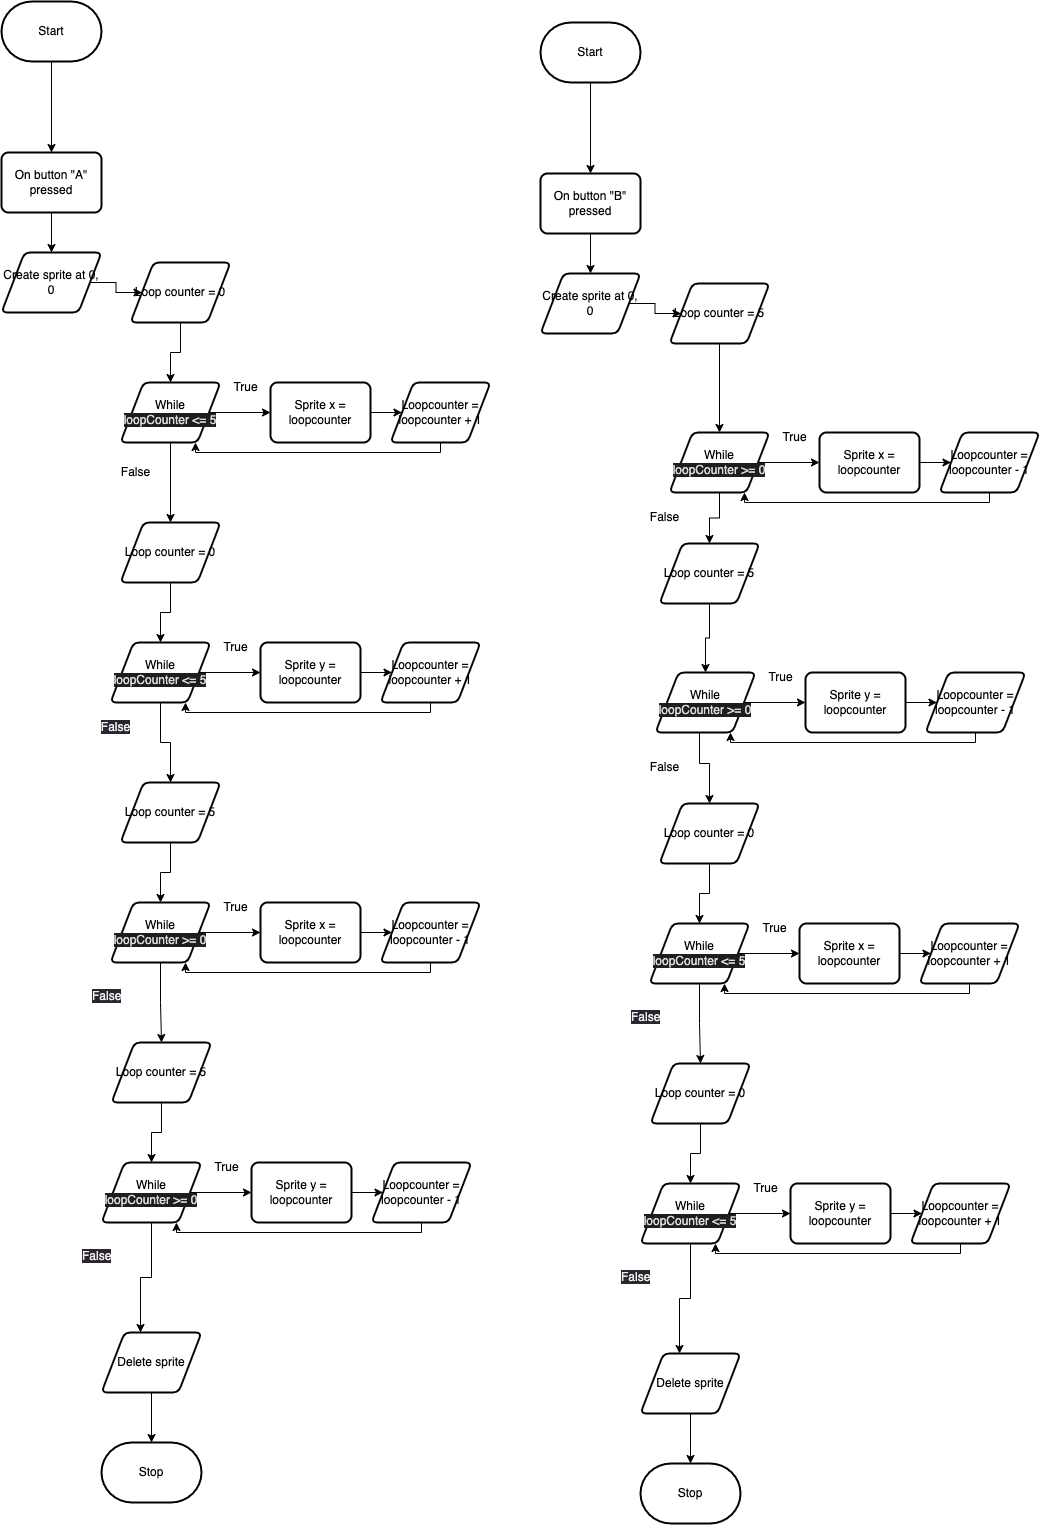 Start
On button "A"
pressed
Create sprite at 0,
0
Loop counter = 0
While
loopCounter <= 5
True
Sprite x =
loopcounter
Loopcounter =
loopcounter + 1
False
Loop counter = 0
While
loopCounter <= 5
True
Sprite y =
loopcounter
Loopcounter =
loopcounter + 1
False
Loop counter = 5
While
loopCounter >= 0
True
Sprite x =
loopcounter
Loopcounter =
loopcounter - 1
False
Loop counter = 5
While
loopCounter >= 0
True
Sprite y =
loopcounter
Loopcounter =
loopcounter - 1
False
Delete sprite
Stop
Start
On button "B"
pressed
Create sprite at 0,
0
Loop counter = 5
While
loopCounter >= 0
True
Sprite x =
loopcounter
Loopcounter =
loopcounter - 1
False
Loop counter = 5
While
loopCounter >= 0
True
Sprite y =
loopcounter
Loopcounter =
loopcounter - 1
False
Loop counter = 0
While
loopCounter <= 5
True
Sprite x =
loopcounter
Loopcounter =
loopcounter + 1
False
Loop counter = 0
While
loopCounter <= 5
True
Sprite y =
loopcounter
Loopcounter =
loopcounter + 1
False
Delete sprite
Stop